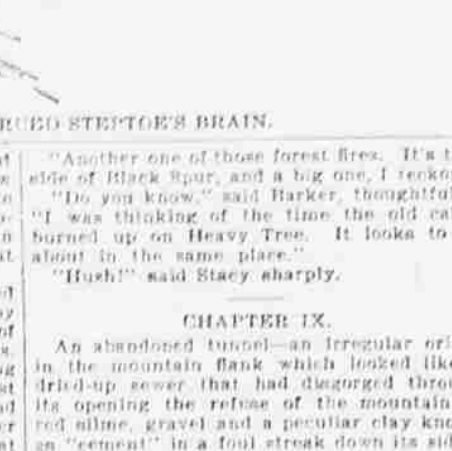 RCED STEPTOE'S BRAIN.
"Another one of those forest fires. It's t
side of Black Spur, and a big one, I recko
"Do you know," said Barker, thoughtful
"I was thinking of the time the old ca
burned up on Heavy Tree. It looks to
about in the same place."
"Hush!" said Stacy sharply.
CHAPTER IX.
An abandoned tunnel—an irregular ori
in the mountain flank which looked like
dried-up sewer that had disgorged throu
its opening the refuse of the mountain
red slime, gravel and a peculiar clay kno
as "cement" in a foul streak down its sid